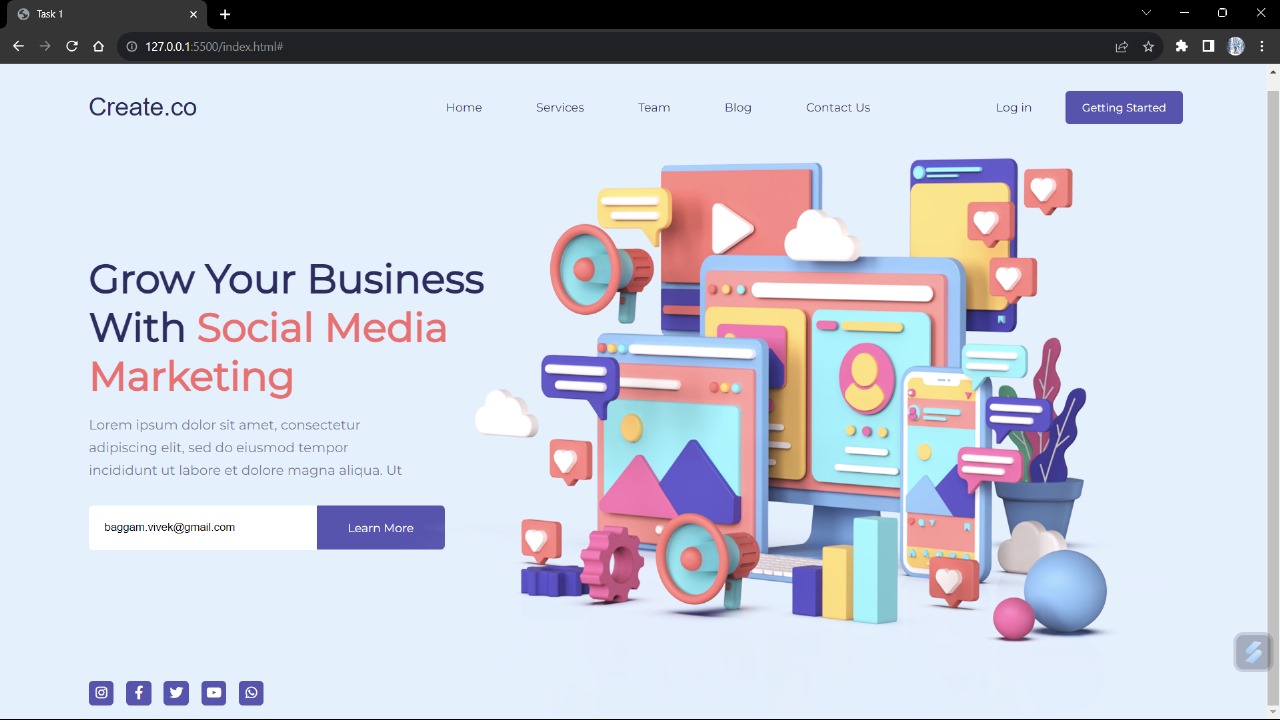 Task 1
127.0.0.1:5500/index.html#
Create.co
Home Services Team Blog Contact Us Log in Getting Started
Grow Your Business
With Social Media
Marketing
Lorem ipsum dolor sit amet, consectetur
adipiscing elit, sed do eiusmod tempor
incididunt ut labore et dolore magna aliqua. Ut
baggam.vivek@gmail.com Learn More